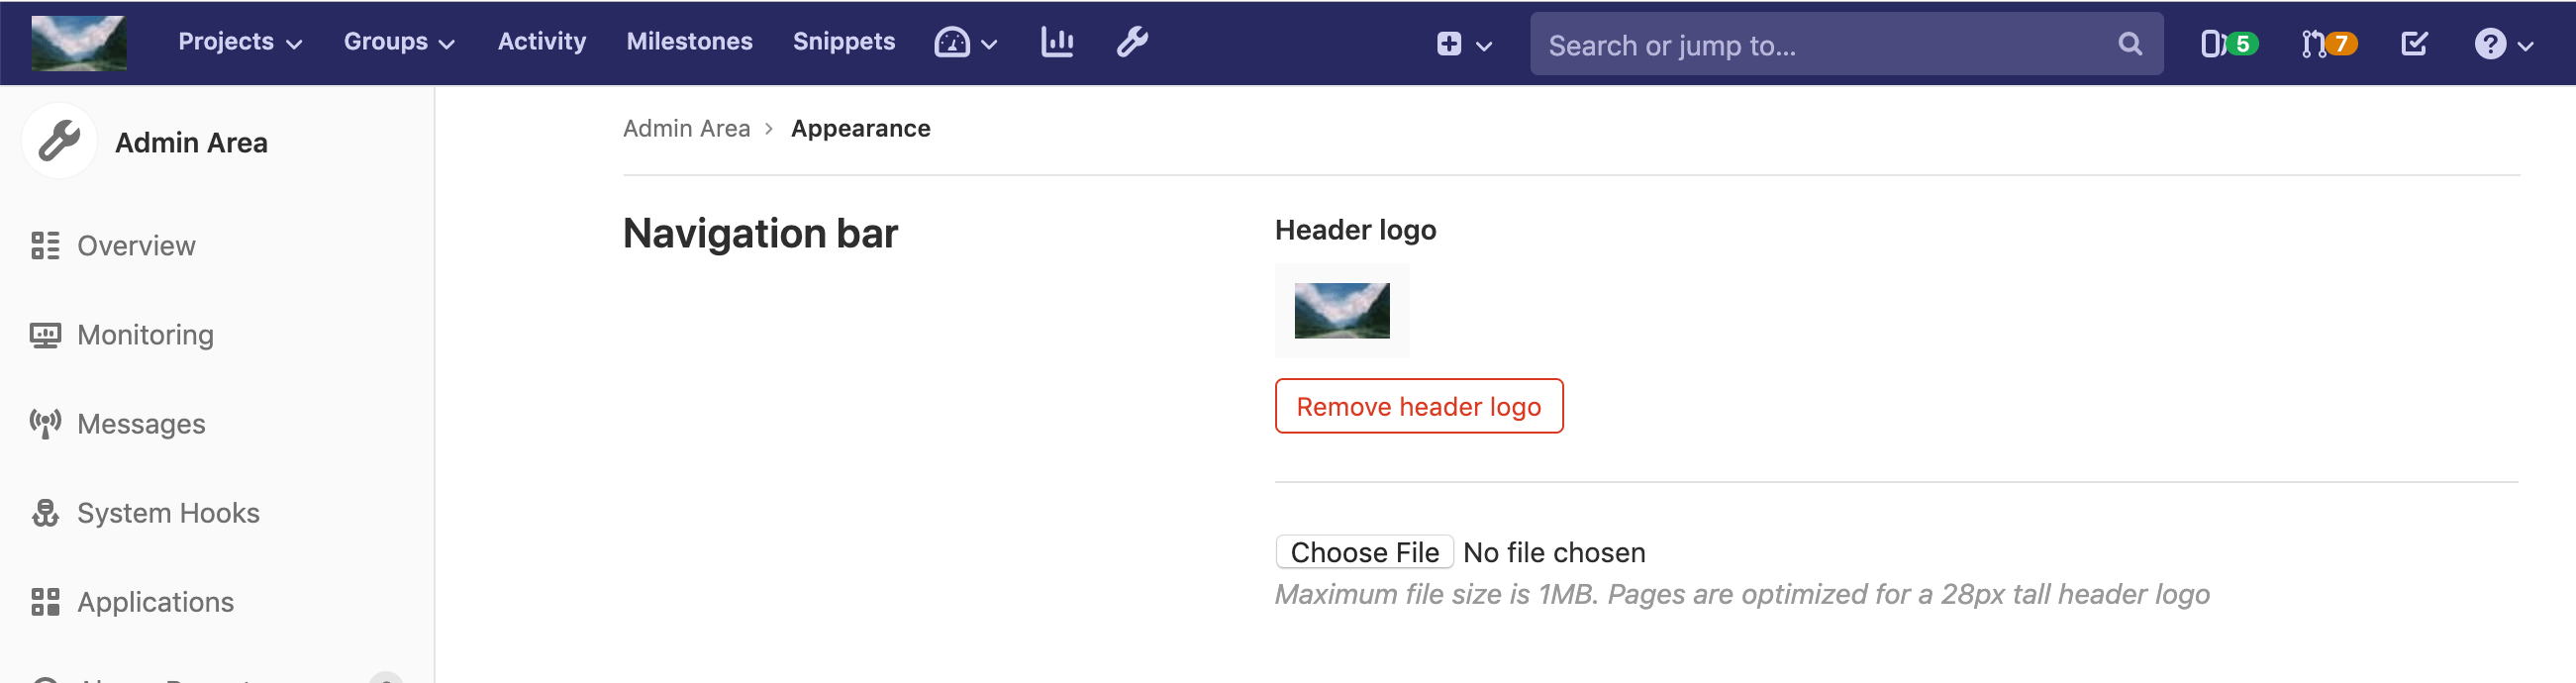 Projects Groups Activity Milestones Snippets Search or jump to... 5 7
Admin Area
Overview
Monitoring
Messages
System Hooks
Applications
Admin Area > Appearance
Navigation bar
Header logo
Remove header logo
Choose File No file chosen
Maximum file size is 1MB. Pages are optimized for a 28px tall header logo